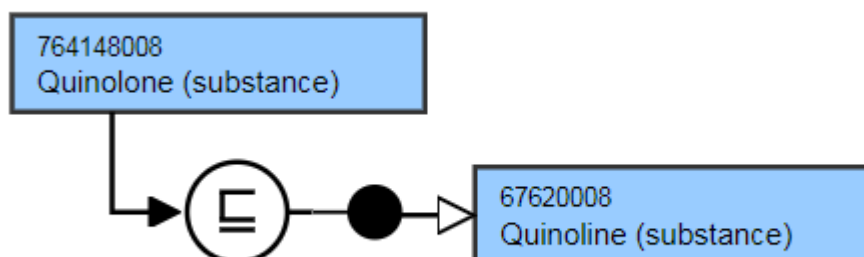 764148008
Quinolone (substance)
⊑
67620008
Quinoline (substance)